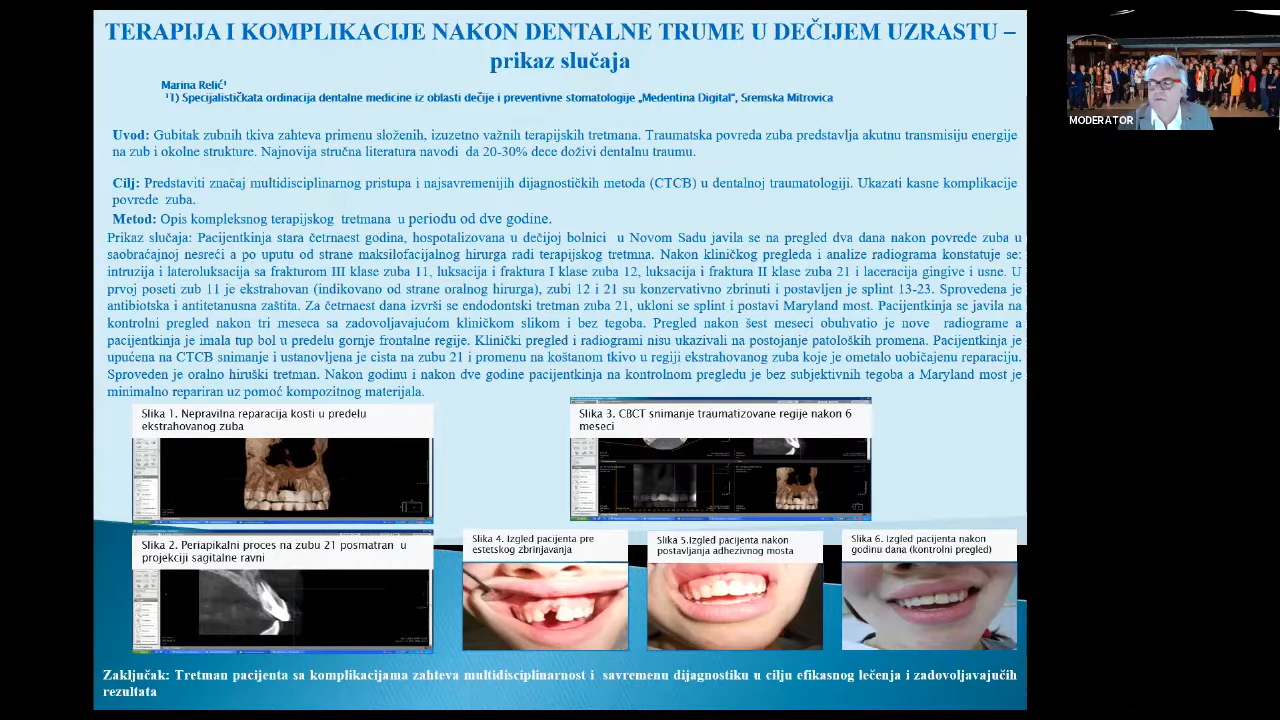 TERAPIJA I KOMPLIKACIJE NAKON DENTALNE TRUME U DEČIJEM UZRASTU –
prikaz slučaja
Marina Relić¹
¹1) Specijalističkata ordinacija dentalne medicine iz oblasti dečije i preventivne stomatologije „Medentina Digital“, Sremska Mitrovica
Uvod: Gubitak zubnih tkiva zahteva primenu složenih, izuzetno važnih terapijskih tretmana. Traumatska povreda zuba predstavlja akutnu transmisiju energije
na zub i okolne strukture. Najnovija stručna literatura navodi da 20-30% dece doživi dentalnu traumu.
Cilj: Predstaviti značaj multidisciplinarnog pristupa i najsavremenijih dijagnostičkih metoda (CTCB) u dentalnoj traumatologiji. Ukazati kasne komplikacije
povrede zuba.
Metod: Opis kompleksnog terapijskog tretmana u periodu od dve godine.
Prikaz slučaja: Pacijentkinja stara četrnaest godina, hospotalizovana u dečijoj bolnici u Novom Sadu javila se na pregled dva dana nakon povrede zuba u
saobraćajnoj nesreći a po uputu od strane maksilofacijalnog hirurga radi terapijskog tretmna. Nakon kliničkog pregleda i analize radiograma konstatuje se:
intruzija i lateroluksacija sa frakturom III klase zuba 11, luksacija i fraktura I klase zuba 12, luksacija i fraktura II klase zuba 21 i laceracija gingive i usne. U
prvoj poseti zub 11 je ekstrahovan (indikovano od strane oralnog hirurga), zubi 12 i 21 su konzervativno zbrinuti i postavljen je splint 13-23. Sprovedena je
antibiotska i antitetanusna zaštita. Za četrnaest dana izvrši se endodontski tretman zuba 21, ukloni se splint i postavi Maryland most. Pacijentkinja se javila na
kontrolni pregled nakon tri meseca sa zadovoljavajućom kliničkom slikom i bez tegoba. Pregled nakon šest meseci obuhvatio je nove radiograme a
pacijentkinja je imala tup bol u predelu gornje frontalne regije. Klinički pregled i radiogrami nisu ukazivali na postojanje patoloških promena. Pacijentkinja je
upućena na CTCB snimanje i ustanovljena je cista na zubu 21 i promenu na koštanom tkivo u regiji ekstrahovanog zuba koje je ometalo uobičajenu reparaciju.
Sproveden je oralno hiruški tretman. Nakon godinu i nakon dve godine pacijentkinja na kontrolnom pregledu je bez subjektivnih tegoba a Maryland most je
minimalno repariran uz pomoć kompozitnog materijala.
Slika 1. Nepravilna reparacija kosti u predelu
ekstrahovanog zuba
Slika 3. CBCT snimanje traumatizovane regije nakon 6
meseci
Slika 2. Periapikalni proces na zubu 21 posmatran u
projekciji sagitalne ravni
Slika 4. Izgled pacijenta pre
estetskog zbrinjavanja
Slika 5.Izgled pacijenta nakon
postavljanja adhezivnog mosta
Slika 6. Izgled pacijenta nakon
godinu dana (kontrolni pregled)
Zaključak: Tretman pacijenta sa komplikacijama zahteva multidisciplinarnost i savremenu dijagnostiku u cilju efikasnog lečenja i zadovoljavajućih
rezultata
MODERATOR